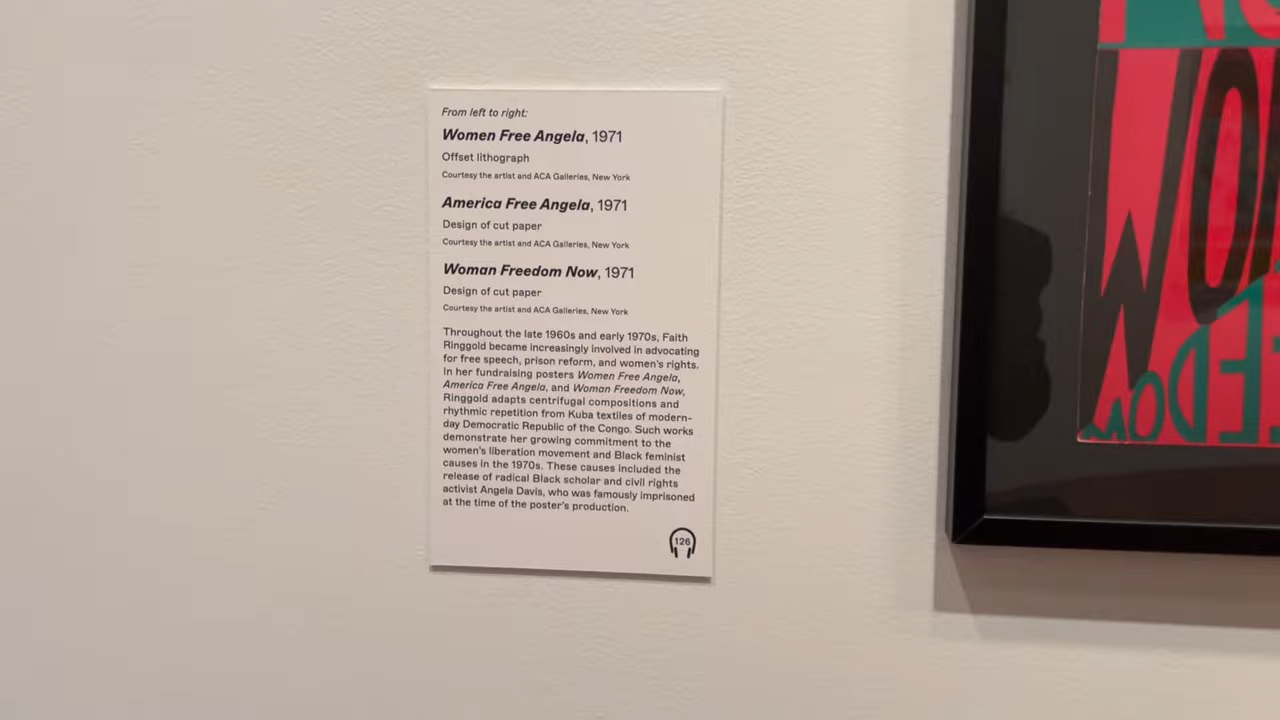 From left to right:
Women Free Angela, 1971
Offset lithograph
Courtesy the artist and ACA Galleries, New York
America Free Angela, 1971
Design of cut paper
Courtesy the artist and ACA Galleries, New York
Woman Freedom Now, 1971
Design of cut paper
Courtesy the artist and ACA Galleries, New York
Throughout the late 1960s and early 1970s, Faith
Ringgold became increasingly involved in advocating
for free speech, prison reform, and women's rights.
In her fundraising posters Women Free Angela,
America Free Angela, and Woman Freedom Now,
Ringgold adapts centrifugal compositions and
rhythmic repetition from Kuba textiles of modern-
day Democratic Republic of the Congo. Such works
demonstrate her growing commitment to the
women's liberation movement and Black feminist
causes in the 1970s. These causes included the
release of radical Black scholar and civil rights
activist Angela Davis, who was famously imprisoned
at the time of the poster's production.
126